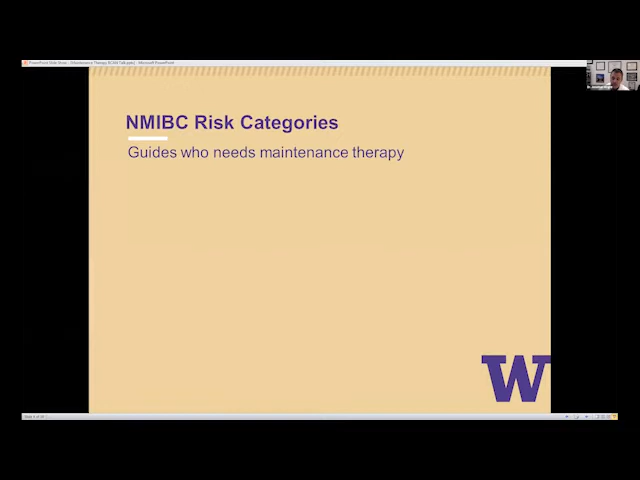 NMIBC Risk Categories
Guides who needs maintenance therapy
W